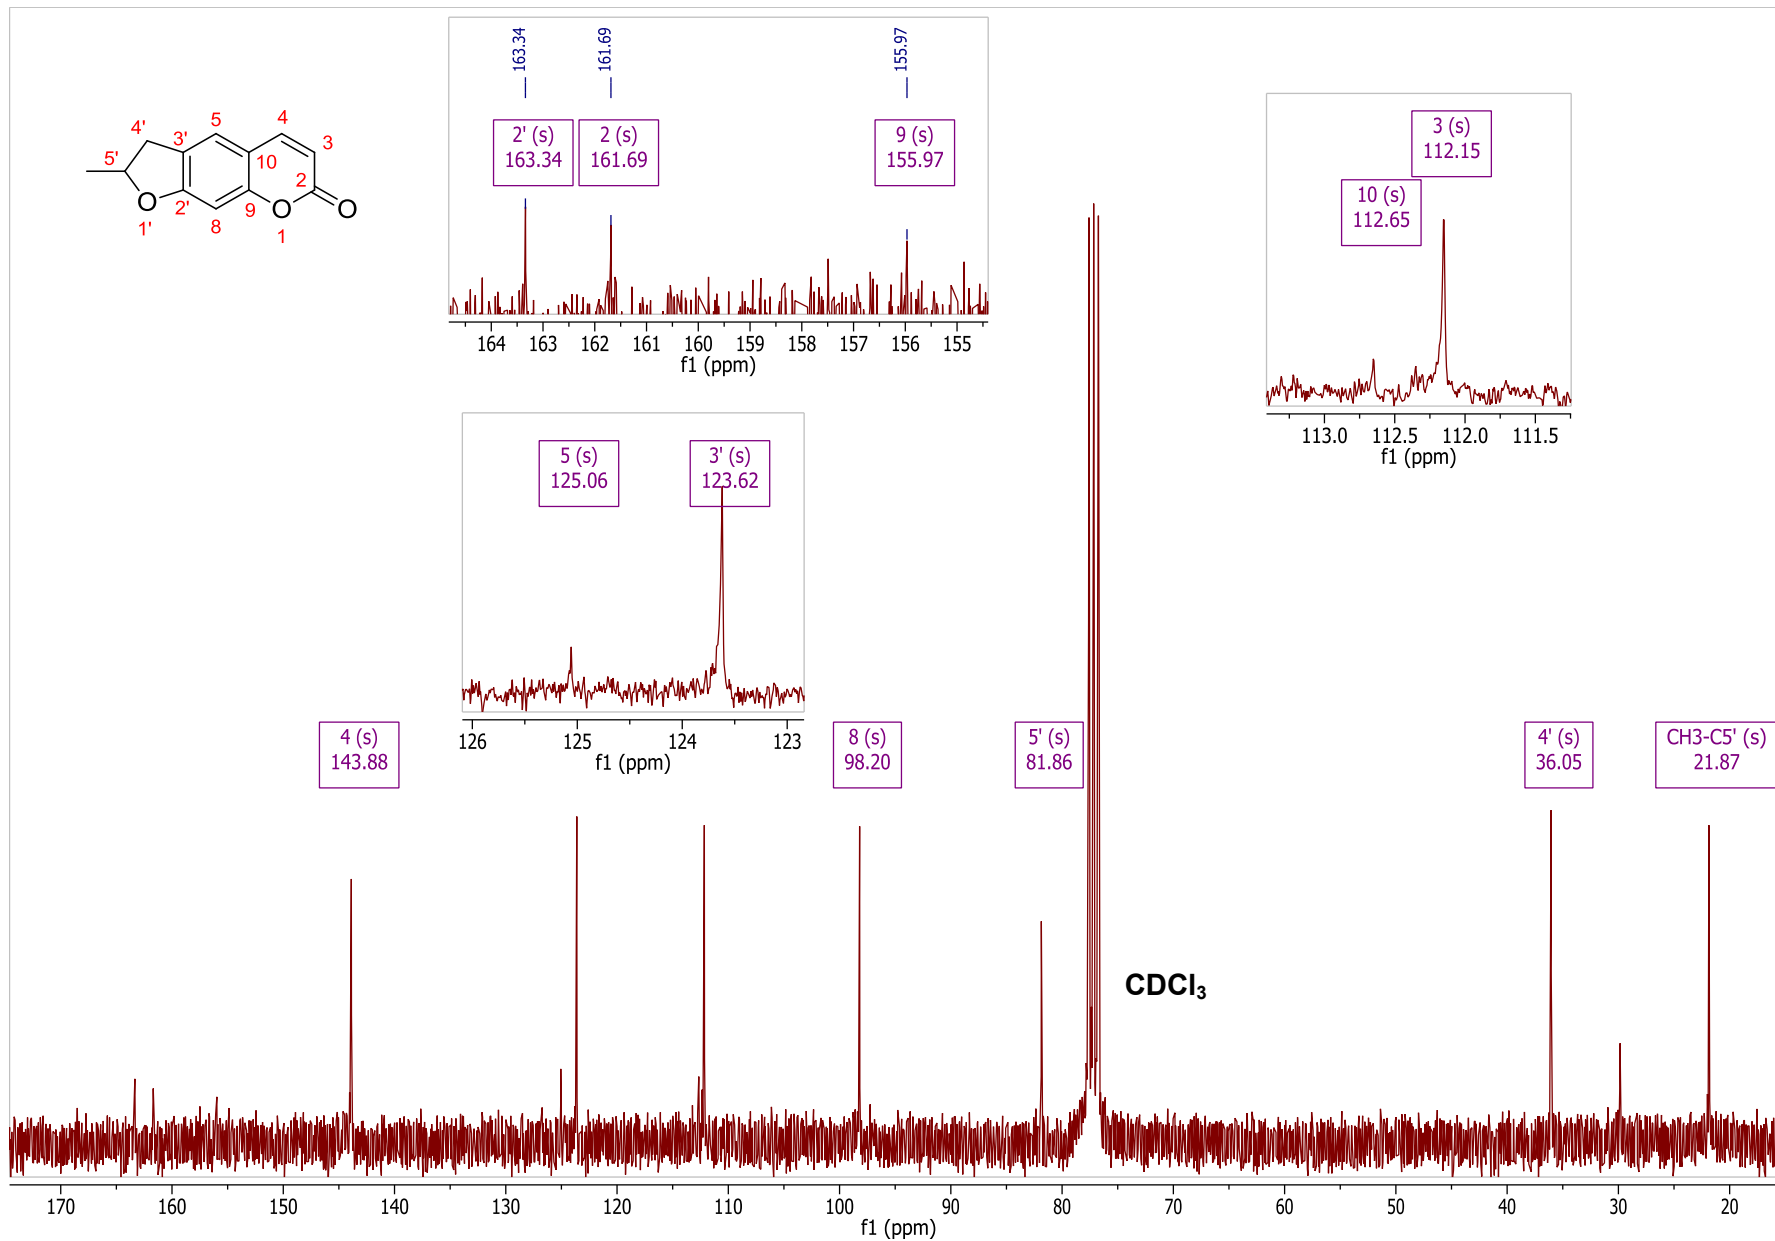 163.34
161.69
155.97
2' (s)
163.34
2 (s)
161.69
9 (s)
155.97
164 163 162 161 160 159 158 157 156 155
f1 (ppm)
3 (s)
112.15
10 (s)
112.65
113.0 112.5 112.0 111.5
f1 (ppm)
4'
5'
3'
5
4
3
10
2
O
1'
2'
8
9
O
1
O
5 (s)
125.06
3' (s)
123.62
126 125 124 123
f1 (ppm)
4 (s)
143.88
8 (s)
98.20
5' (s)
81.86
4' (s)
36.05
CH3-C5' (s)
21.87
CDCl₃
170 160 150 140 130 120 110 100 90 80 70 60 50 40 30 20
f1 (ppm)